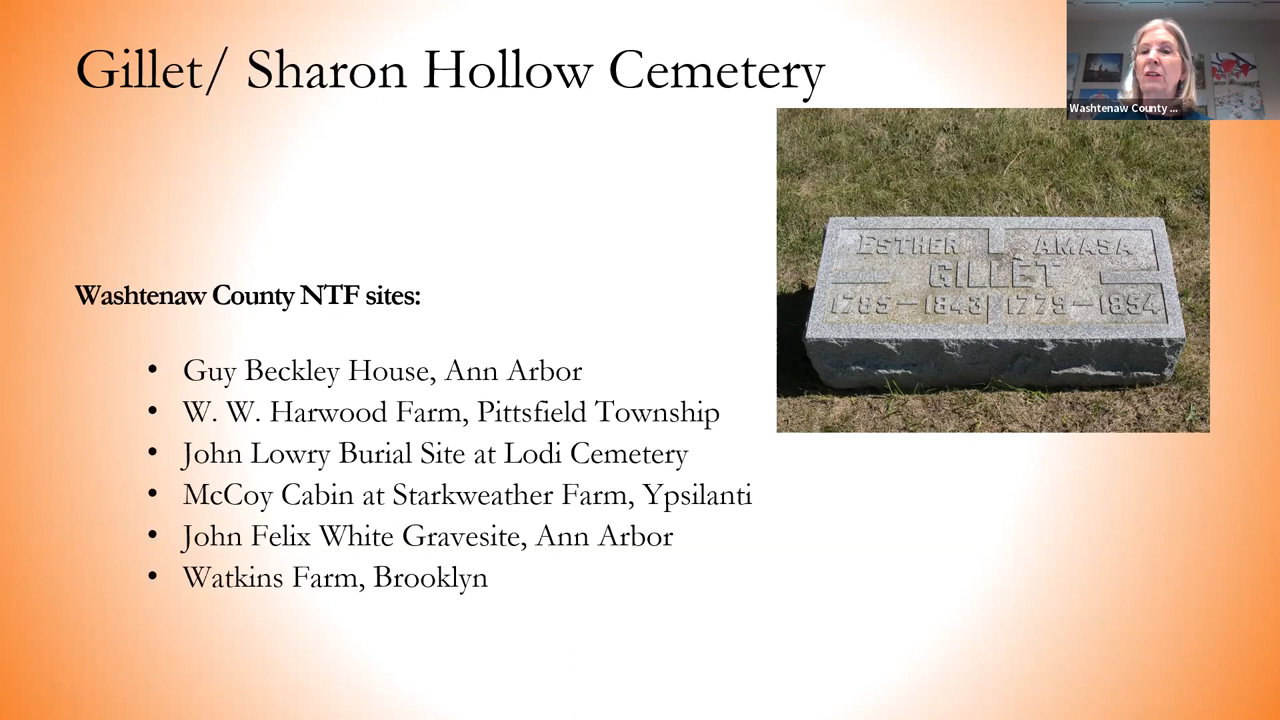 Gillet/ Sharon Hollow Cemetery
Washtenaw County ...
ESTHER AMASA
GILLET
1785–1843 1779–1854
Washtenaw County NTF sites:
• Guy Beckley House, Ann Arbor
• W. W. Harwood Farm, Pittsfield Township
• John Lowry Burial Site at Lodi Cemetery
• McCoy Cabin at Starkweather Farm, Ypsilanti
• John Felix White Gravesite, Ann Arbor
• Watkins Farm, Brooklyn